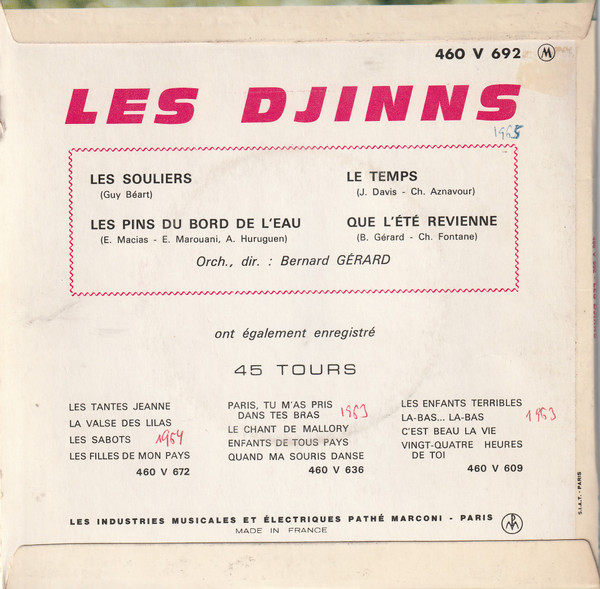 460 V 692 M
LES DJINNS
1965
LES SOULIERS
(Guy Béart)
LE TEMPS
(J. Davis - Ch. Aznavour)
LES PINS DU BORD DE L'EAU
(E. Macias - E. Marouani, A. Huruguen)
QUE L'ÉTÉ REVIENNE
(B. Gérard - Ch. Fontane)
Orch., dir. : Bernard GÉRARD
ont également enregistré
45 TOURS
LES TANTES JEANNE
LA VALSE DES LILAS
LES SABOTS 1964
LES FILLES DE MON PAYS
460 V 672
PARIS, TU M'AS PRIS
DANS TES BRAS 1963
LE CHANT DE MALLORY
ENFANTS DE TOUS PAYS
QUAND MA SOURIS DANSE
460 V 636
LES ENFANTS TERRIBLES
LA-BAS... LA-BAS 1963
C'EST BEAU LA VIE
VINGT-QUATRE HEURES
DE TOI
460 V 609
S.I.A.T. - PARIS
LES INDUSTRIES MUSICALES ET ÉLECTRIQUES PATHÉ MARCONI - PARIS
MADE IN FRANCE